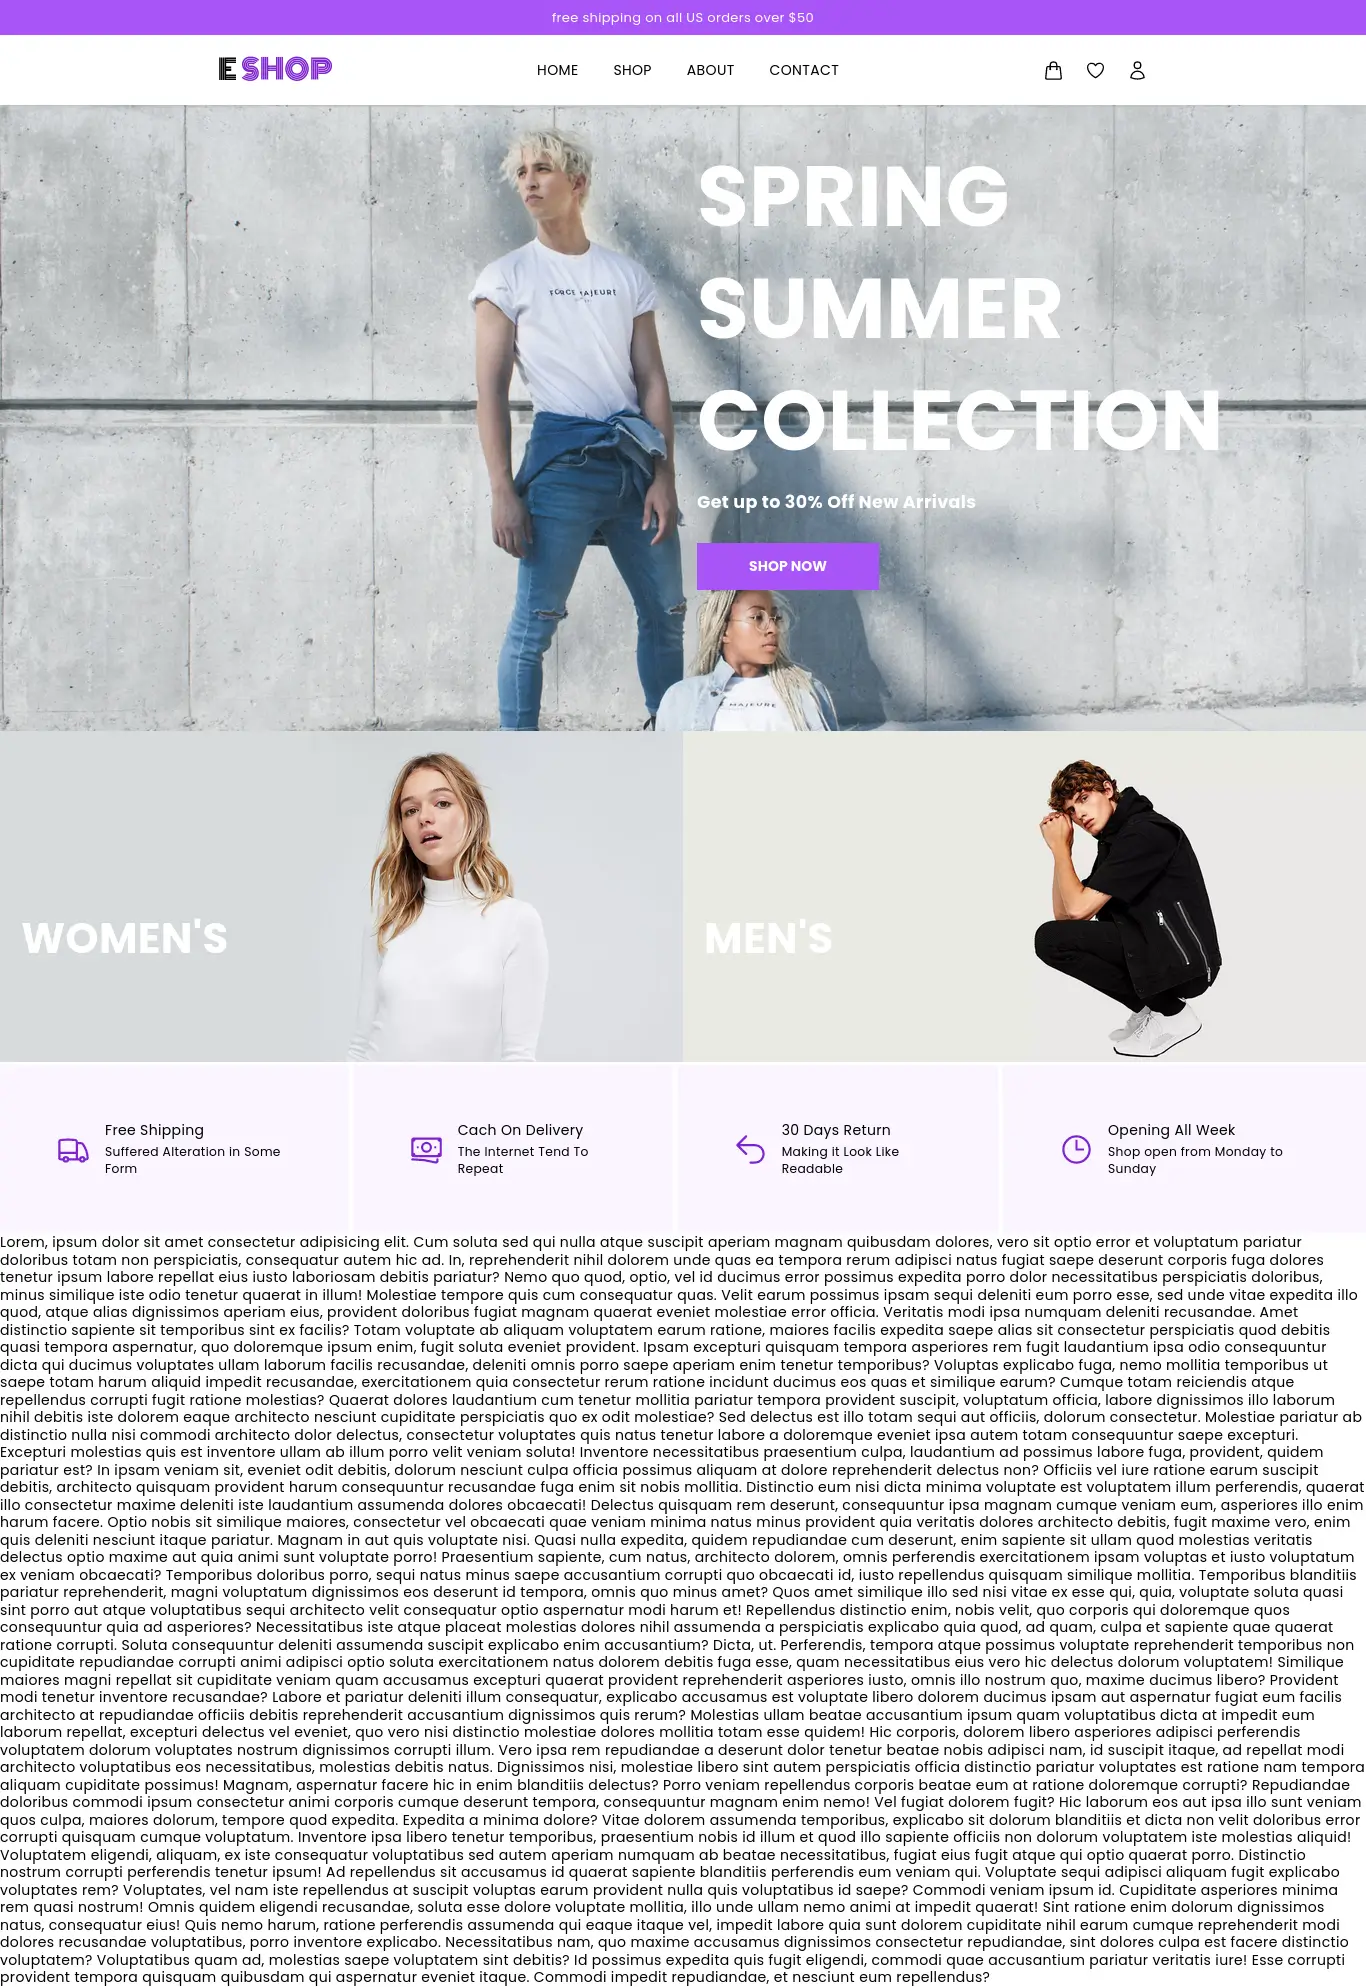 free shipping on all US orders over $50
E SHOP
HOME
SHOP
ABOUT
CONTACT
SPRING
SUMMER
COLLECTION
FORCE MAJEURE
Get up to 30% Off New Arrivals
SHOP NOW
MAJEURE
WOMEN'S
MEN'S
Free Shipping
Suffered Alteration in Some
Form
Cach On Delivery
The Internet Tend To
Repeat
30 Days Return
Making it Look Like
Readable
Opening All Week
Shop open from Monday to
Sunday
Lorem, ipsum dolor sit amet consectetur adipisicing elit. Cum soluta sed qui nulla atque suscipit aperiam magnam quibusdam dolores, vero sit optio error et voluptatum pariatur
doloribus totam non perspiciatis, consequatur autem hic ad. In, reprehenderit nihil dolorem unde quas ea tempora rerum adipisci natus fugiat saepe deserunt corporis fuga dolores
tenetur ipsum labore repellat eius iusto laboriosam debitis pariatur? Nemo quo quod, optio, vel id ducimus error possimus expedita porro dolor necessitatibus perspiciatis doloribus,
minus similique iste odio tenetur quaerat in illum! Molestiae tempore quis cum consequatur quas. Velit earum possimus ipsam sequi deleniti eum porro esse, sed unde vitae expedita illo
quod, atque alias dignissimos aperiam eius, provident doloribus fugiat magnam quaerat eveniet molestiae error officia. Veritatis modi ipsa numquam deleniti recusandae. Amet
distinctio sapiente sit temporibus sint ex facilis? Totam voluptate ab aliquam voluptatem earum ratione, maiores facilis expedita saepe alias sit consectetur perspiciatis quod debitis
quasi tempora aspernatur, quo doloremque ipsum enim, fugit soluta eveniet provident. Ipsam excepturi quisquam tempora asperiores rem fugit laudantium ipsa odio consequuntur
dicta qui ducimus voluptates ullam laborum facilis recusandae, deleniti omnis porro saepe aperiam enim tenetur temporibus? Voluptas explicabo fuga, nemo mollitia temporibus ut
saepe totam harum aliquid impedit recusandae, exercitationem quia consectetur rerum ratione incidunt ducimus eos quas et similique earum? Cumque totam reiciendis atque
repellendus corrupti fugit ratione molestias? Quaerat dolores laudantium cum tenetur mollitia pariatur tempora provident suscipit, voluptatum officia, labore dignissimos illo laborum
nihil debitis iste dolorem eaque architecto nesciunt cupiditate perspiciatis quo ex odit molestiae? Sed delectus est illo totam sequi aut officiis, dolorum consectetur. Molestiae pariatur ab
distinctio nulla nisi commodi architecto dolor delectus, consectetur voluptates quis natus tenetur labore a doloremque eveniet ipsa autem totam consequuntur saepe excepturi.
Excepturi molestias quis est inventore ullam ab illum porro velit veniam soluta! Inventore necessitatibus praesentium culpa, laudantium ad possimus labore fuga, provident, quidem
pariatur est? In ipsam veniam sit, eveniet odit debitis, dolorum nesciunt culpa officia possimus aliquam at dolore reprehenderit delectus non? Officiis vel iure ratione earum suscipit
debitis, architecto quisquam provident harum consequuntur recusandae fuga enim sit nobis mollitia. Distinctio eum nisi dicta minima voluptate est voluptatem illum perferendis, quaerat
illo consectetur maxime deleniti iste laudantium assumenda dolores obcaecati! Delectus quisquam rem deserunt, consequuntur ipsa magnam cumque veniam eum, asperiores illo enim
harum facere. Optio nobis sit similique maiores, consectetur vel obcaecati quae veniam minima natus minus provident quia veritatis dolores architecto debitis, fugit maxime vero, enim
quis deleniti nesciunt itaque pariatur. Magnam in aut quis voluptate nisi. Quasi nulla expedita, quidem repudiandae cum deserunt, enim sapiente sit ullam quod molestias veritatis
delectus optio maxime aut quia animi sunt voluptate porro! Praesentium sapiente, cum natus, architecto dolorem, omnis perferendis exercitationem ipsam voluptas et iusto voluptatum
ex veniam obcaecati? Temporibus doloribus porro, sequi natus minus saepe accusantium corrupti quo obcaecati id, iusto repellendus quisquam similique mollitia. Temporibus blanditiis
pariatur reprehenderit, magni voluptatum dignissimos eos deserunt id tempora, omnis quo minus amet? Quos amet similique illo sed nisi vitae ex esse qui, quia, voluptate soluta quasi
sint porro aut atque voluptatibus sequi architecto velit consequatur optio aspernatur modi harum et! Repellendus distinctio enim, nobis velit, quo corporis qui doloremque quos
consequuntur quia ad asperiores? Necessitatibus iste atque placeat molestias dolores nihil assumenda a perspiciatis explicabo quia quod, ad quam, culpa et sapiente quae quaerat
ratione corrupti. Soluta consequuntur deleniti assumenda suscipit explicabo enim accusantium? Dicta, ut. Perferendis, tempora atque possimus voluptate reprehenderit temporibus non
cupiditate repudiandae corrupti animi adipisci optio soluta exercitationem natus dolorem debitis fuga esse, quam necessitatibus eius vero hic delectus dolorum voluptatem! Similique
maiores magni repellat sit cupiditate veniam quam accusamus excepturi quaerat provident reprehenderit asperiores iusto, omnis illo nostrum quo, maxime ducimus libero? Provident
modi tenetur inventore recusandae? Labore et pariatur deleniti illum consequatur, explicabo accusamus est voluptate libero dolorem ducimus ipsam aut aspernatur fugiat eum facilis
architecto at repudiandae officiis debitis reprehenderit accusantium dignissimos quis rerum? Molestias ullam beatae accusantium ipsum quam voluptatibus dicta at impedit eum
laborum repellat, excepturi delectus vel eveniet, quo vero nisi distinctio molestiae dolores mollitia totam esse quidem! Hic corporis, dolorem libero asperiores adipisci perferendis
voluptatem dolorum voluptates nostrum dignissimos corrupti illum. Vero ipsa rem repudiandae a deserunt dolor tenetur beatae nobis adipisci nam, id suscipit itaque, ad repellat modi
architecto voluptatibus eos necessitatibus, molestias debitis natus. Dignissimos nisi, molestiae libero sint autem perspiciatis officia distinctio pariatur voluptates est ratione nam tempora
aliquam cupiditate possimus! Magnam, aspernatur facere hic in enim blanditiis delectus? Porro veniam repellendus corporis beatae eum at ratione doloremque corrupti? Repudiandae
doloribus commodi ipsum consectetur animi corporis cumque deserunt tempora, consequuntur magnam enim nemo! Vel fugiat dolorem fugit? Hic laborum eos aut ipsa illo sunt veniam
quos culpa, maiores dolorum, tempore quod expedita. Expedita a minima dolore? Vitae dolorem assumenda temporibus, explicabo sit dolorum blanditiis et dicta non velit doloribus error
corrupti quisquam cumque voluptatum. Inventore ipsa libero tenetur temporibus, praesentium nobis id illum et quod illo sapiente officiis non dolorum voluptatem iste molestias aliquid!
Voluptatem eligendi, aliquam, ex iste consequatur voluptatibus sed autem aperiam numquam ab beatae necessitatibus, fugiat eius fugit atque qui optio quaerat porro. Distinctio
nostrum corrupti perferendis tenetur ipsum! Ad repellendus sit accusamus id quaerat sapiente blanditiis perferendis eum veniam qui. Voluptate sequi adipisci aliquam fugit explicabo
voluptates rem? Voluptates, vel nam iste repellendus at suscipit voluptas earum provident nulla quis voluptatibus id saepe? Commodi veniam ipsum id. Cupiditate asperiores minima
rem quasi nostrum! Omnis quidem eligendi recusandae, soluta esse dolore voluptate mollitia, illo unde ullam nemo animi at impedit quaerat! Sint ratione enim dolorum dignissimos
natus, consequatur eius! Quis nemo harum, ratione perferendis assumenda qui eaque itaque vel, impedit labore quia sunt dolorem cupiditate nihil earum cumque reprehenderit modi
dolores recusandae voluptatibus, porro inventore explicabo. Necessitatibus nam, quo maxime accusamus dignissimos consectetur repudiandae, sint dolores culpa est facere distinctio
voluptatem? Voluptatibus quam ad, molestias saepe voluptatem sint debitis? Id possimus expedita quis fugit eligendi, commodi quae accusantium pariatur veritatis iure! Esse corrupti
provident tempora quisquam quibusdam qui aspernatur eveniet itaque. Commodi impedit repudiandae, et nesciunt eum repellendus?